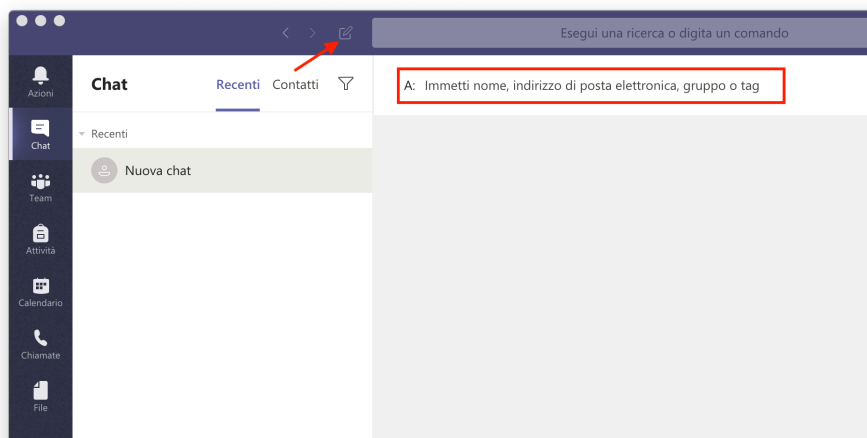 Esegui una ricerca o digita un comando
Azioni
Chat
Team
Attività
Calendario
Chiamate
File
Chat
Recenti
Contatti
Recenti
Nuova chat
A: Immetti nome, indirizzo di posta elettronica, gruppo o tag